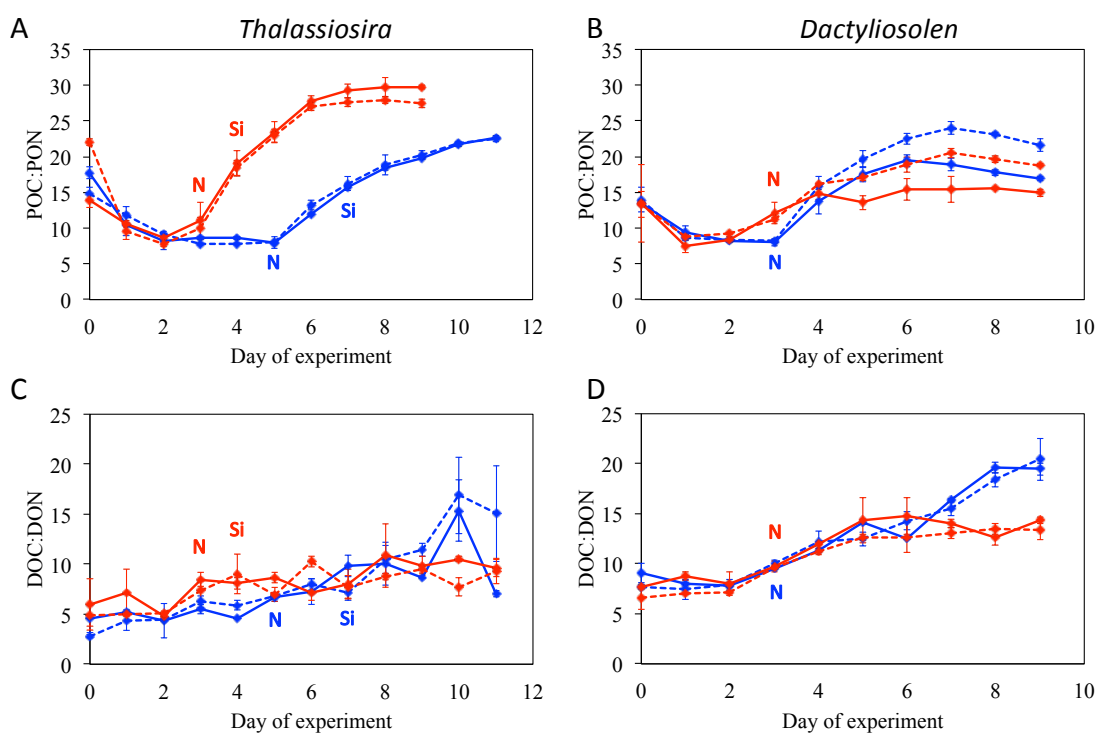 A
Thalassiosira
POC:PON
35
30
25
20
15
10
5
0
Si
N
Si
N
0 2 4 6 8 10 12
Day of experiment
B
Dactyliosolen
POC:PON
35
30
25
20
15
10
5
0
N
N
0 2 4 6 8 10
Day of experiment
C
DOC:DON
25
20
15
10
5
0
N Si
N Si
0 2 4 6 8 10 12
Day of experiment
D
DOC:DON
25
20
15
10
5
0
N
N
0 2 4 6 8 10
Day of experiment